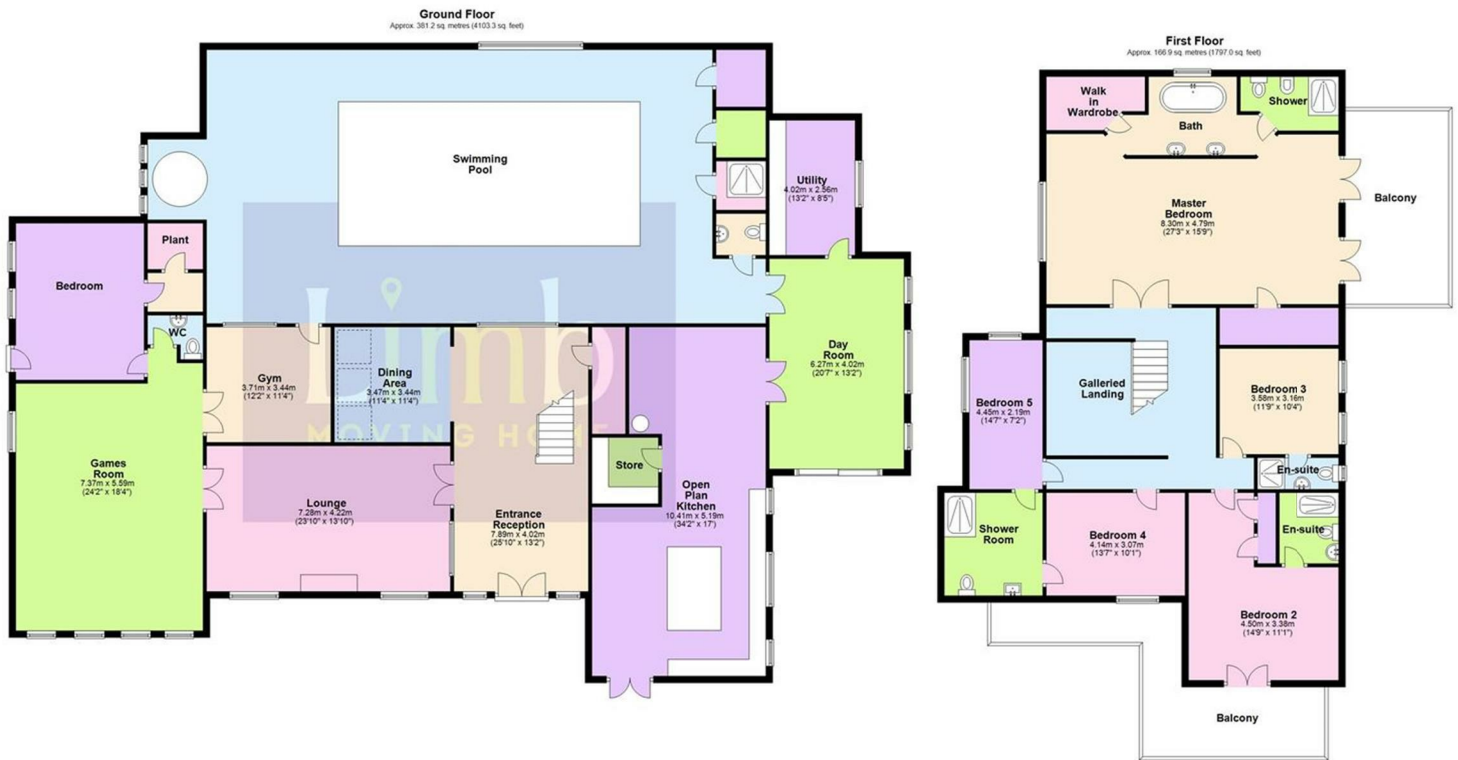 Ground Floor
Approx. 381.2 sq. metres (4103.3 sq. feet)
Swimming
Pool
Utility
4.02m x 2.56m
(13'2" x 8'5")
Plant
Bedroom
WC
Gym
3.71m x 3.44m
(12'2" x 11'4")
Dining
Area
3.47m x 3.44m
(11'4" x 11'4")
Day
Room
6.27m x 4.02m
(20'7" x 13'2")
Limb
MOVING HOME
Games
Room
7.37m x 5.59m
(24'2" x 18'4")
Lounge
7.28m x 4.22m
(23'10" x 13'10")
Entrance
Reception
7.89m x 4.02m
(25'10" x 13'2")
Store
Open
Plan
Kitchen
10.41m x 5.19m
(34'2" x 17')
First Floor
Approx. 166.9 sq. metres (1797.0 sq. feet)
Walk
in
Wardrobe
Bath
Shower
Master
Bedroom
8.30m x 4.79m
(27'3" x 15'9")
Balcony
Bedroom 5
4.45m x 2.19m
(14'7" x 7'2")
Galleried
Landing
Bedroom 3
3.58m x 3.16m
(11'9" x 10'4")
En-suite
Shower
Room
Bedroom 4
4.14m x 3.07m
(13'7" x 10'1")
En-suite
Bedroom 2
4.50m x 3.38m
(14'9" x 11'1")
Balcony